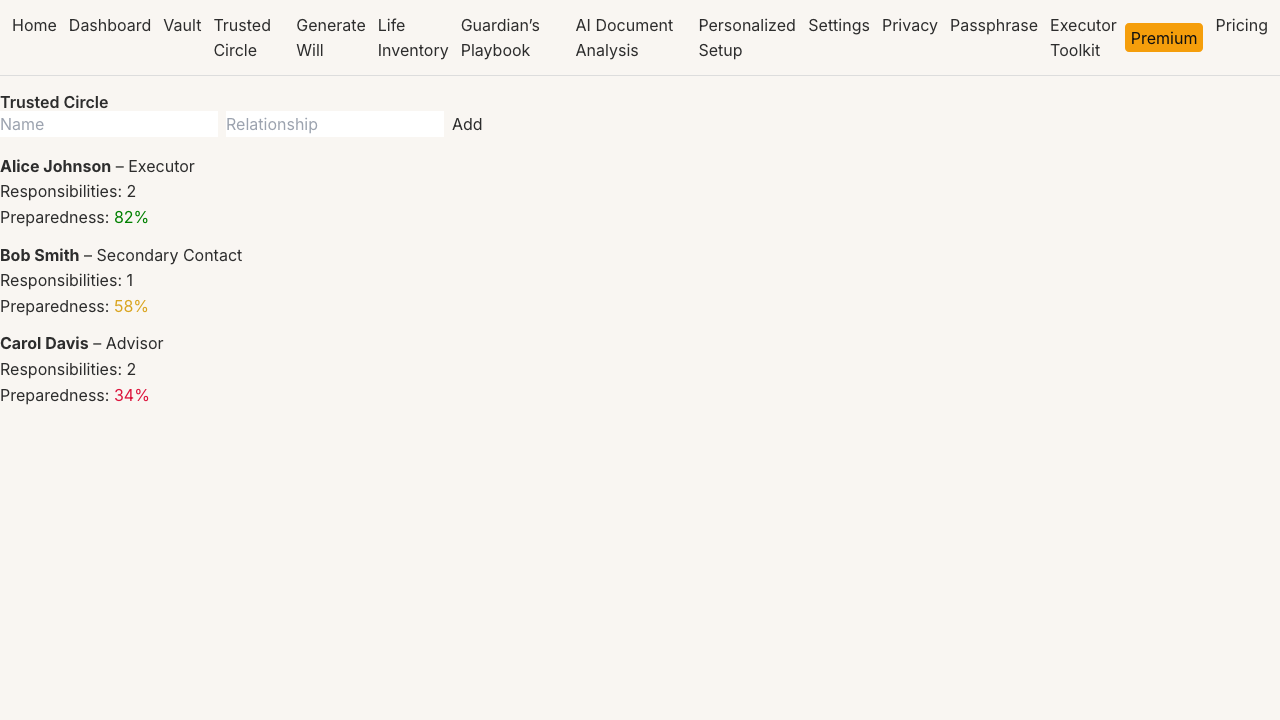 Home Dashboard Vault Trusted Circle Generate Will Life Inventory Guardian’s Playbook AI Document Analysis Personalized Setup Settings Privacy Passphrase Executor Toolkit Premium Pricing
Trusted Circle
Name Relationship Add
Alice Johnson – Executor
Responsibilities: 2
Preparedness: 82%
Bob Smith – Secondary Contact
Responsibilities: 1
Preparedness: 58%
Carol Davis – Advisor
Responsibilities: 2
Preparedness: 34%